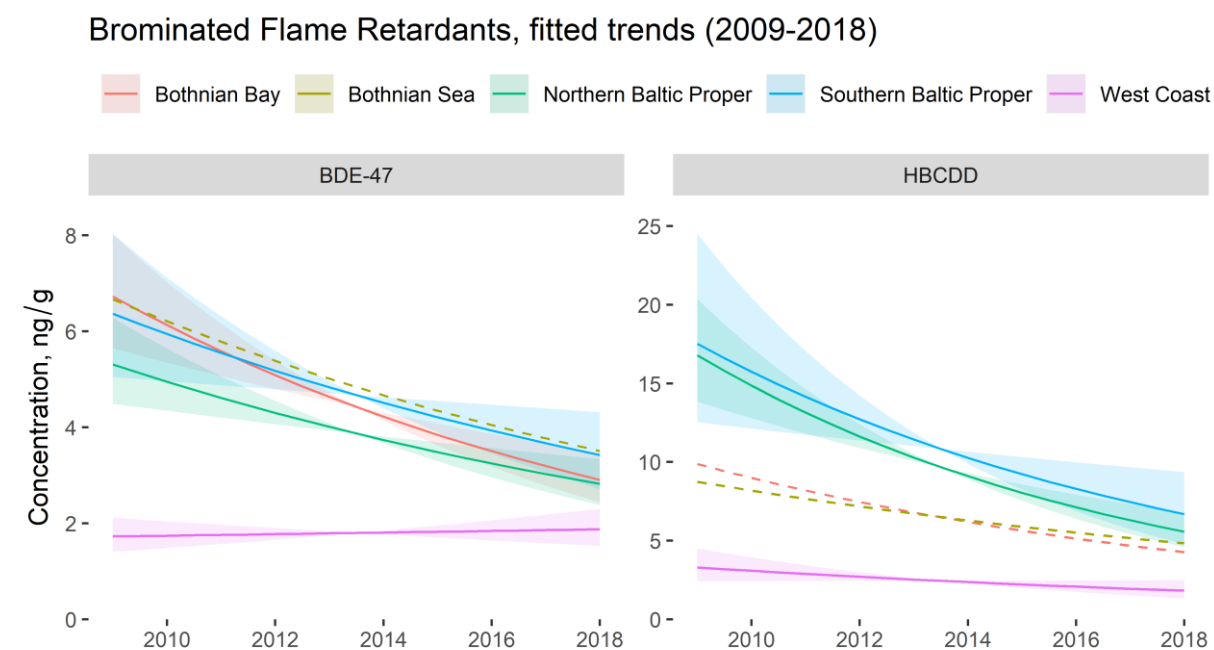 Brominated Flame Retardants, fitted trends (2009-2018)
Bothnian Bay Bothnian Sea Northern Baltic Proper Southern Baltic Proper West Coast
BDE-47
HBCDD
Concentration, ng/g
8
6
4
2
0
2010 2012 2014 2016 2018
25
20
15
10
5
0
2010 2012 2014 2016 2018